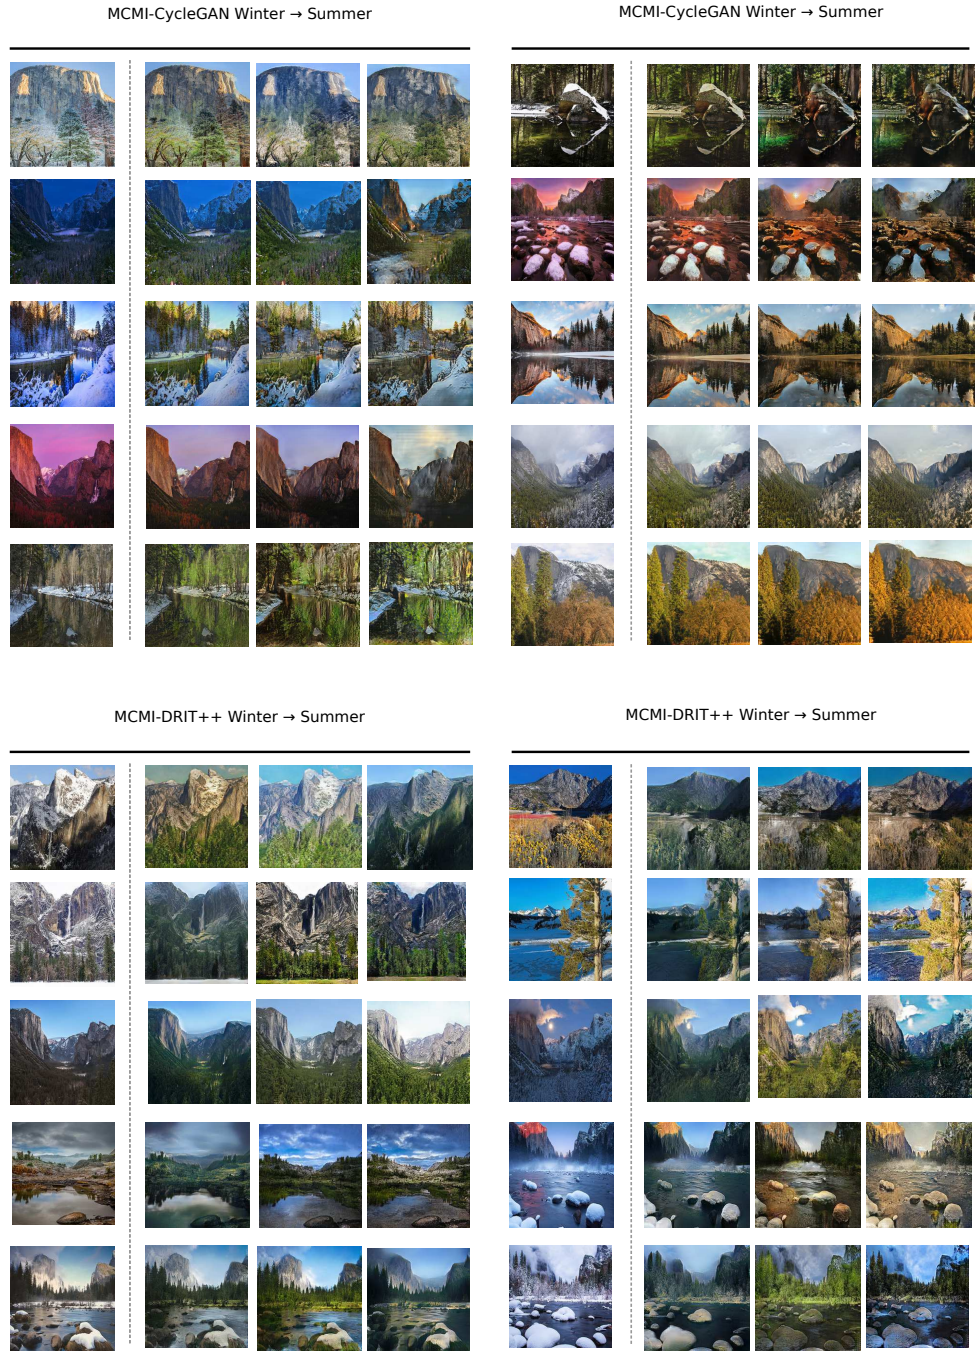 MCMI-CycleGAN Winter → Summer
MCMI-CycleGAN Winter → Summer
MCMI-DRIT++ Winter → Summer
MCMI-DRIT++ Winter → Summer